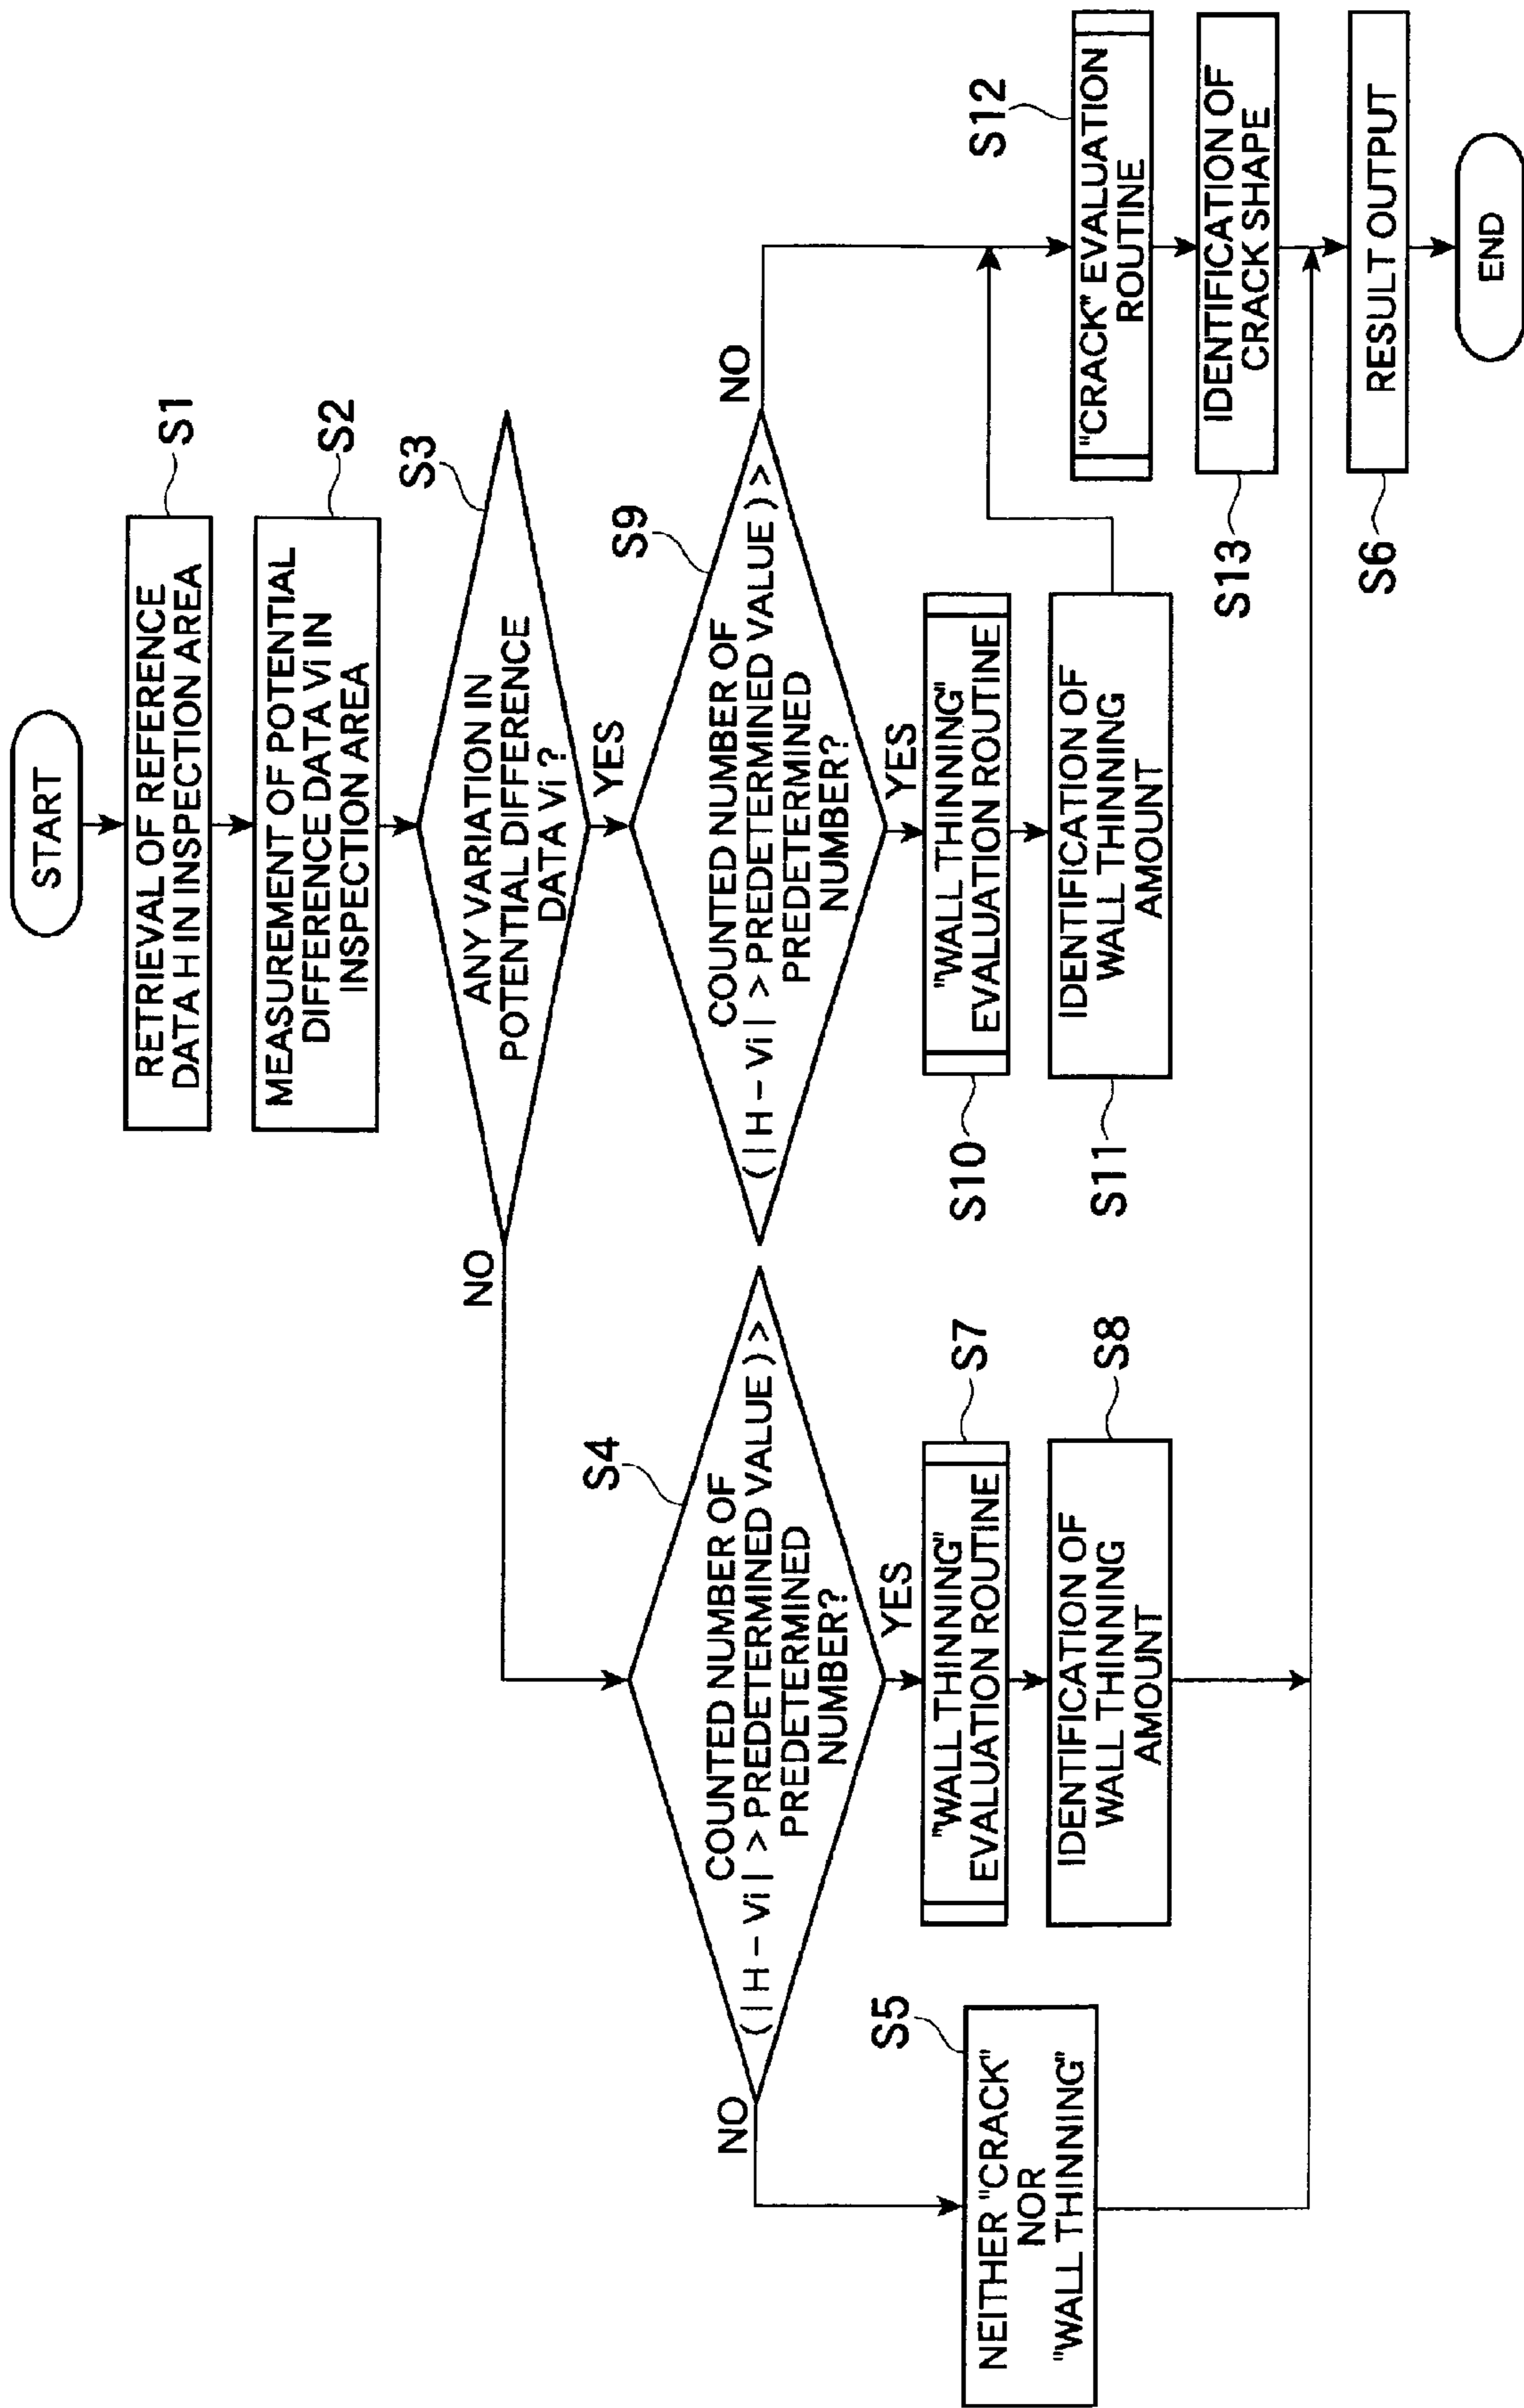 START
RETRIEVAL OF REFERENCE
DATA H IN INSPECTION AREA
S1
MEASUREMENT OF POTENTIAL
DIFFERENCE DATA Vi IN
INSPECTION AREA
S2
ANY VARIATION IN
POTENTIAL DIFFERENCE
DATA Vi ?
S3
NO
YES
COUNTED NUMBER OF
( | H – Vi | > PREDETERMINED VALUE ) >
PREDETERMINED
NUMBER?
S4
NO
YES
COUNTED NUMBER OF
( | H – Vi | > PREDETERMINED VALUE ) >
PREDETERMINED
NUMBER?
S9
NO
YES
NEITHER "CRACK"
NOR
"WALL THINNING"
S5
"WALL THINNING"
EVALUATION ROUTINE
S7
IDENTIFICATION OF
WALL THINNING
AMOUNT
S8
"WALL THINNING"
EVALUATION ROUTINE
S10
IDENTIFICATION OF
WALL THINNING
AMOUNT
S11
"CRACK" EVALUATION
ROUTINE
S12
IDENTIFICATION OF
CRACK SHAPE
S13
RESULT OUTPUT
S6
END